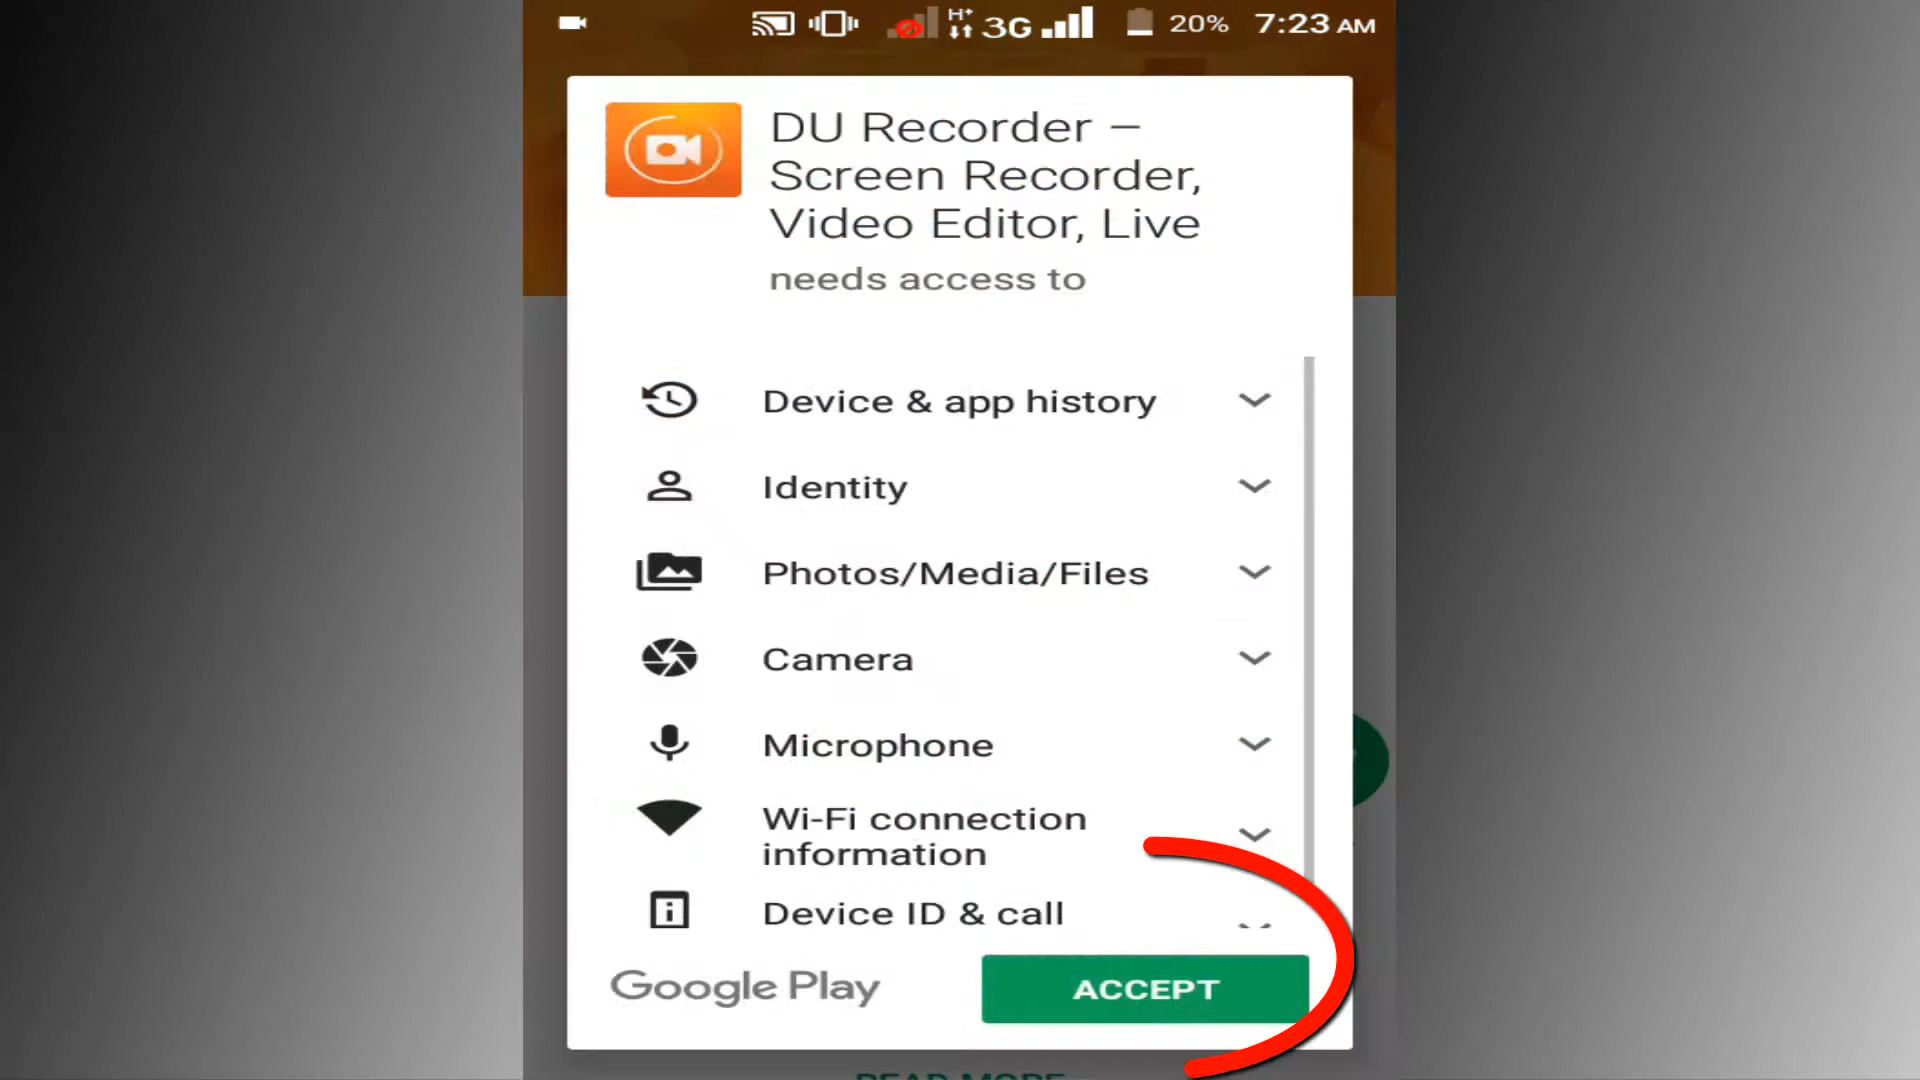 H+ 3G 20% 7:23 AM
DU Recorder –
Screen Recorder,
Video Editor, Live
needs access to
Device & app history
Identity
Photos/Media/Files
Camera
Microphone
Wi-Fi connection
information
Device ID & call
Google Play
ACCEPT
READ MORE